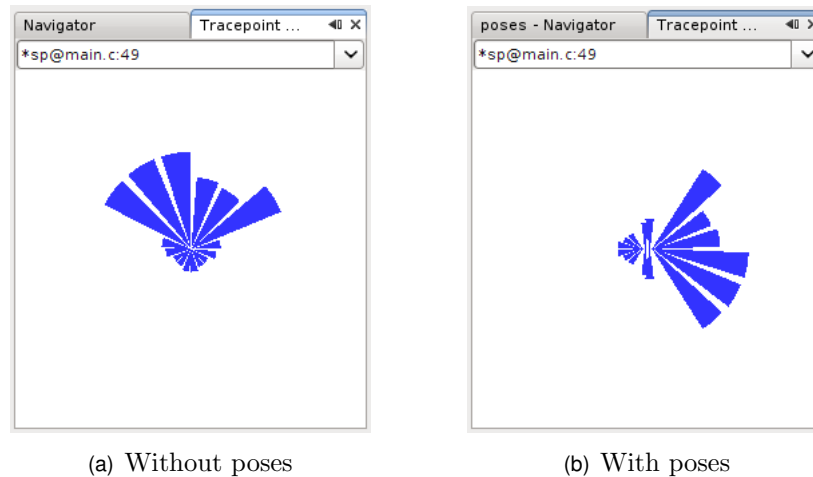 Navigator
Tracepoint ...
*sp@main.c:49
(a) Without poses
poses - Navigator
Tracepoint ...
*sp@main.c:49
(b) With poses